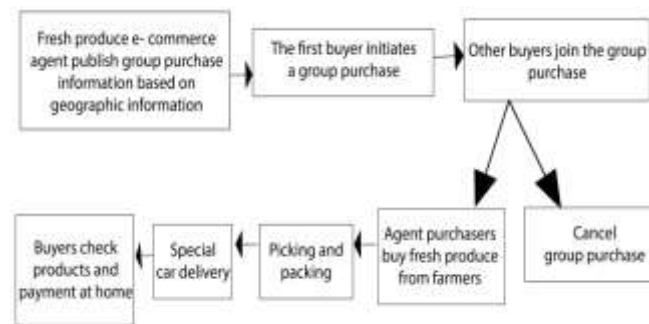 Fresh produce e- commerce
agent publish group purchase
information based on
geographic information
The first buyer initiates
a group purchase
Other buyers join the group
purchase
Buyers check
products and
payment at home
Special
car delivery
Picking and
packing
Agent purchasers
buy fresh produce
from farmers
Cancel
group purchase